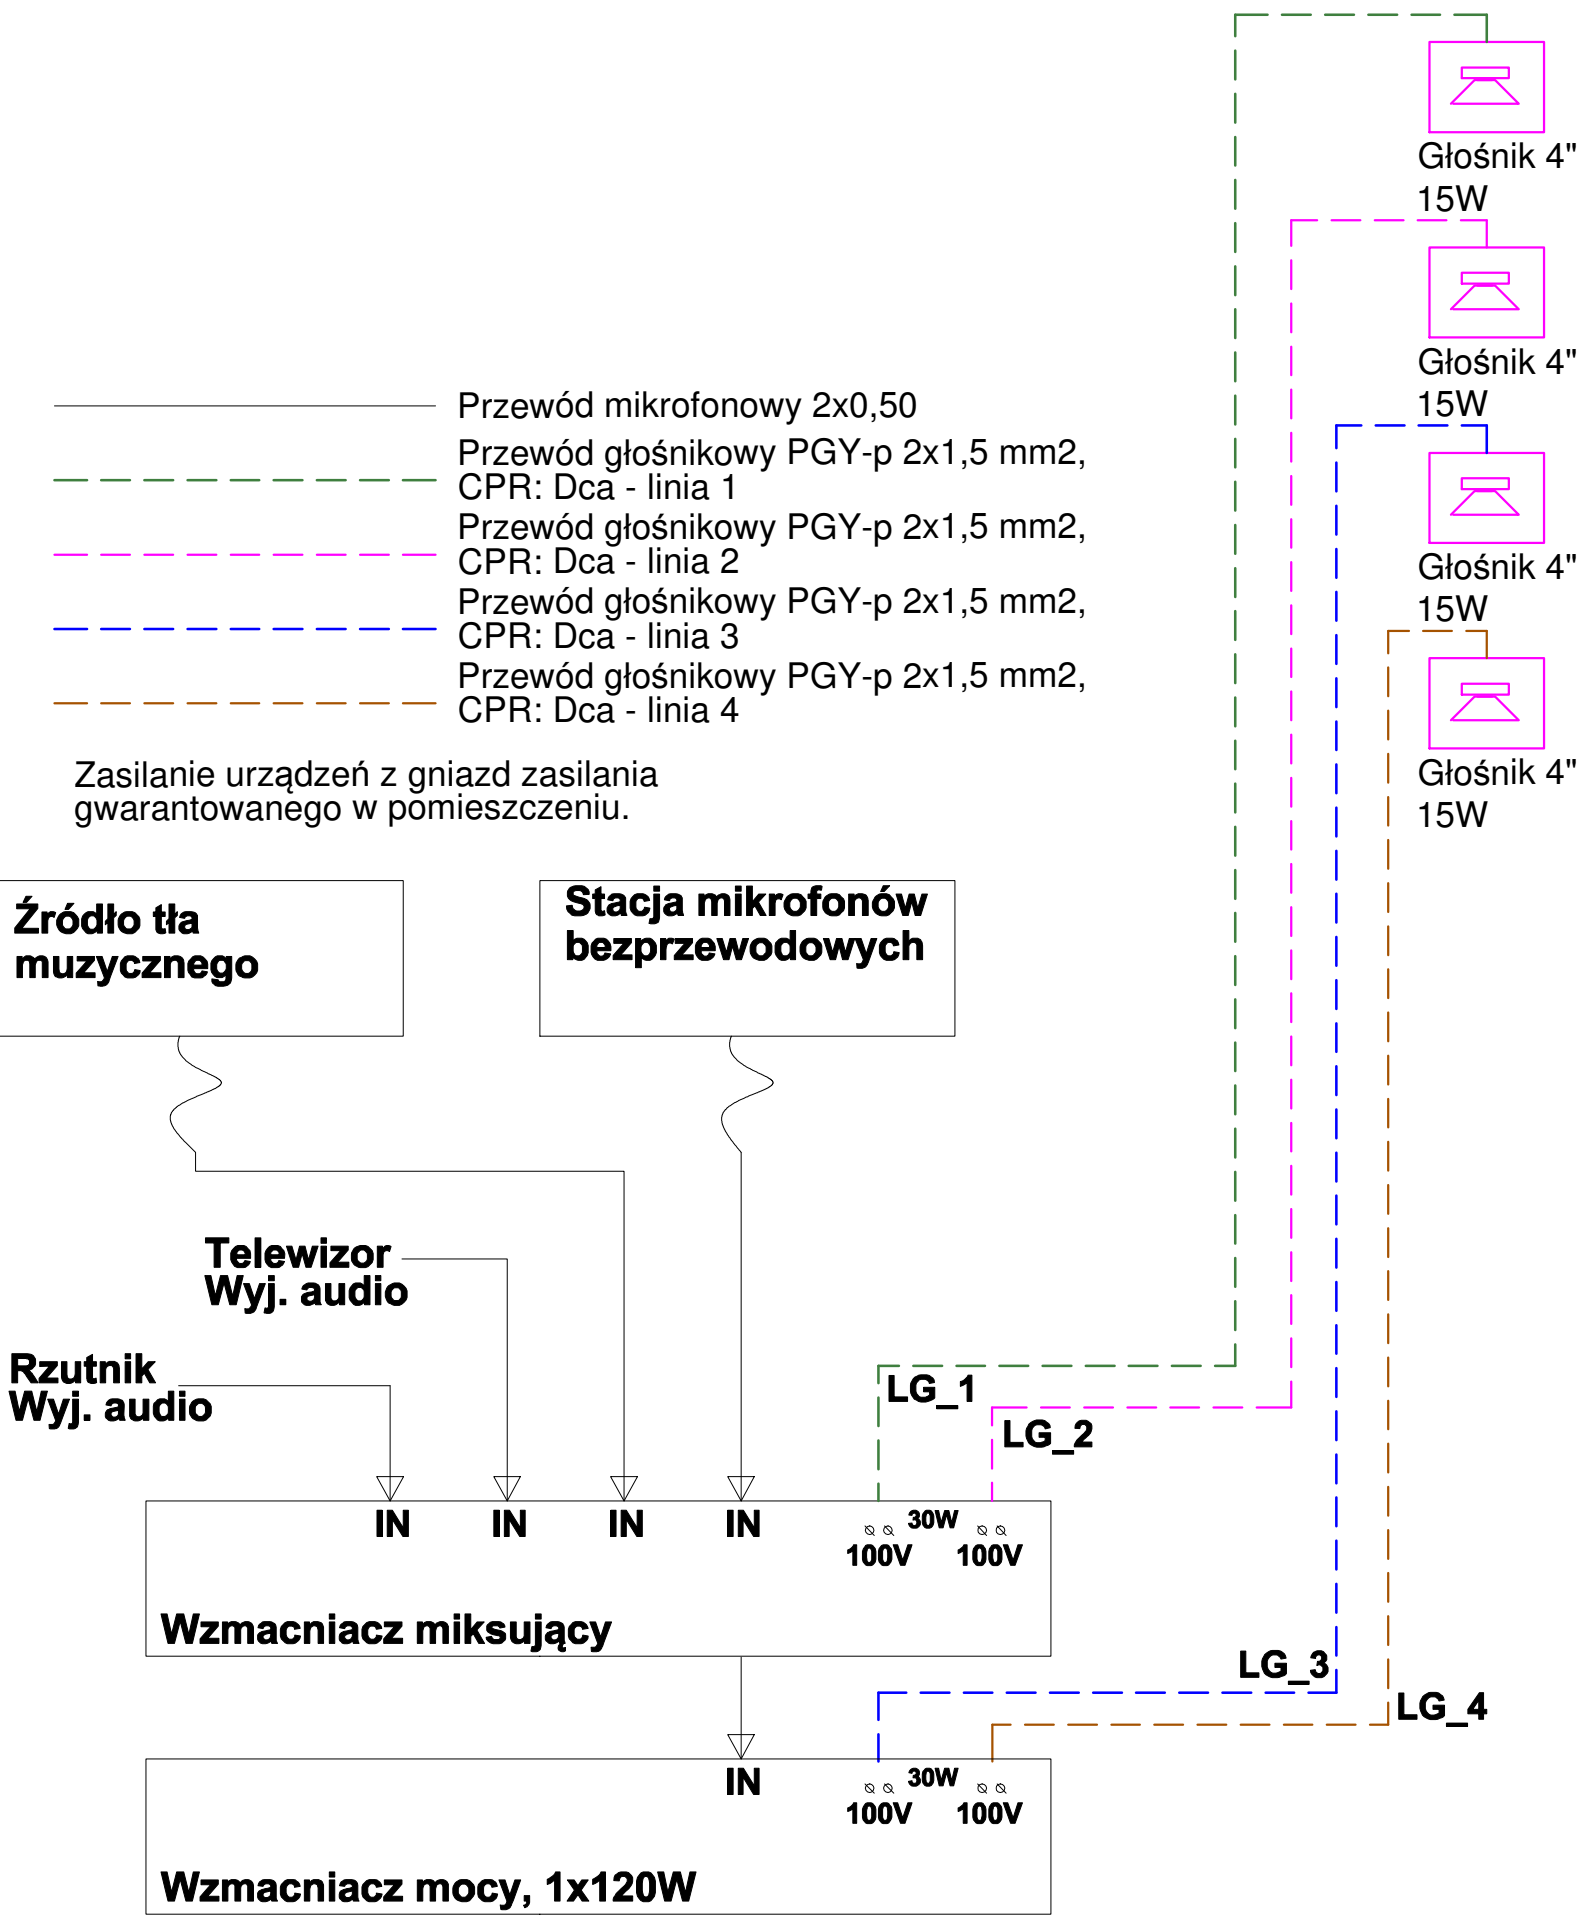 Głośnik 4"
15W
Głośnik 4"
15W
Głośnik 4"
15W
Głośnik 4"
15W
Przewód mikrofonowy 2x0,50
Przewód głośnikowy PGY-p 2x1,5 mm2,
CPR: Dca - linia 1
Przewód głośnikowy PGY-p 2x1,5 mm2,
CPR: Dca - linia 2
Przewód głośnikowy PGY-p 2x1,5 mm2,
CPR: Dca - linia 3
Przewód głośnikowy PGY-p 2x1,5 mm2,
CPR: Dca - linia 4
Zasilanie urządzeń z gniazd zasilania
gwarantowanego w pomieszczeniu.
Źródło tła
muzycznego
Stacja mikrofonów
bezprzewodowych
Telewizor
Wyj. audio
Rzutnik
Wyj. audio
LG_1
LG_2
IN IN IN IN 30W
100V 100V
Wzmacniacz miksujący
LG_3
LG_4
IN 30W
100V 100V
Wzmacniacz mocy, 1x120W